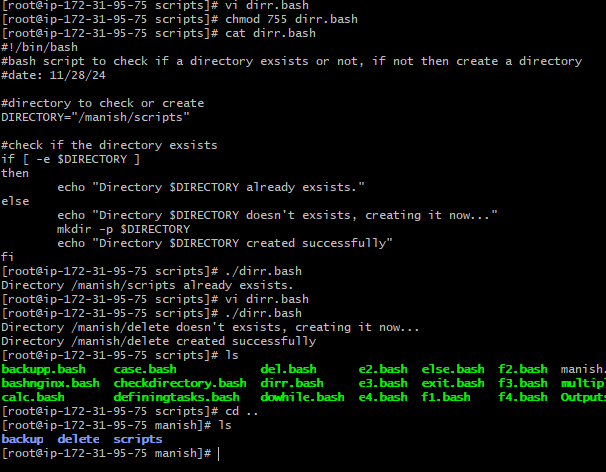 [root@ip-172-31-95-75 scripts]# vi dirr.bash
[root@ip-172-31-95-75 scripts]# chmod 755 dirr.bash
[root@ip-172-31-95-75 scripts]# cat dirr.bash
#!/bin/bash
#bash script to check if a directory exsists or not, if not then create a directory
#date: 11/28/24

#directory to check or create
DIRECTORY="/manish/scripts"

#check if the directory exsists
if [ -e $DIRECTORY ]
then
        echo "Directory $DIRECTORY already exsists."
else
        echo "Directory $DIRECTORY doesn't exsists, creating it now..."
        mkdir -p $DIRECTORY
        echo "Directory $DIRECTORY created successfully"
fi
[root@ip-172-31-95-75 scripts]# ./dirr.bash
Directory /manish/scripts already exsists.
[root@ip-172-31-95-75 scripts]# vi dirr.bash
[root@ip-172-31-95-75 scripts]# ./dirr.bash
Directory /manish/delete doesn't exsists, creating it now...
Directory /manish/delete created successfully
[root@ip-172-31-95-75 scripts]# ls
backupp.bash    case.bash            del.bash      e2.bash  else.bash  f2.bash  manish.
bashnginx.bash  checkdirectory.bash  dirr.bash     e3.bash  exit.bash  f3.bash  multipl
calc.bash       definingtasks.bash   dowhile.bash  e4.bash  f1.bash    f4.bash  Outputs
[root@ip-172-31-95-75 scripts]# cd ..
[root@ip-172-31-95-75 manish]# ls
backup  delete  scripts
[root@ip-172-31-95-75 manish]#